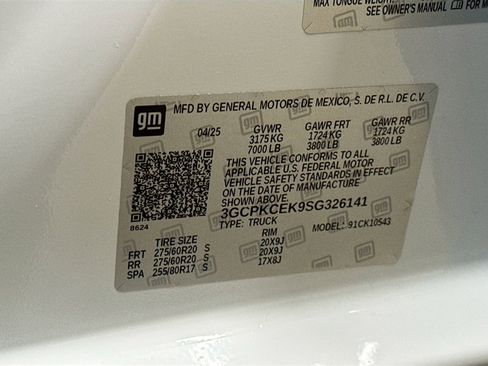 MAX TONGUE WEIGHT,
SEE OWNER'S MANUAL FOR MO
gm
MFD BY GENERAL MOTORS DE MEXICO, S. DE R.L. DE C.V.
04/25 GVWR GAWR FRT GAWR RR
3175 KG 1724 KG 1724 KG
7000 LB 3800 LB 3800 LB
THIS VEHICLE CONFORMS TO ALL
APPLICABLE U.S. FEDERAL MOTOR
VEHICLE SAFETY STANDARDS IN EFFECT
ON THE DATE OF MANUFACTURE
SHOWN ABOVE.
3GCPKCEK9SG326141
TYPE: TRUCK MODEL: 91CK10543
8624
TIRE SIZE RIM
FRT 275/60R20 S 20X9J
RR 275/60R20 S 20X9J
SPA 255/80R17 S 17X8J